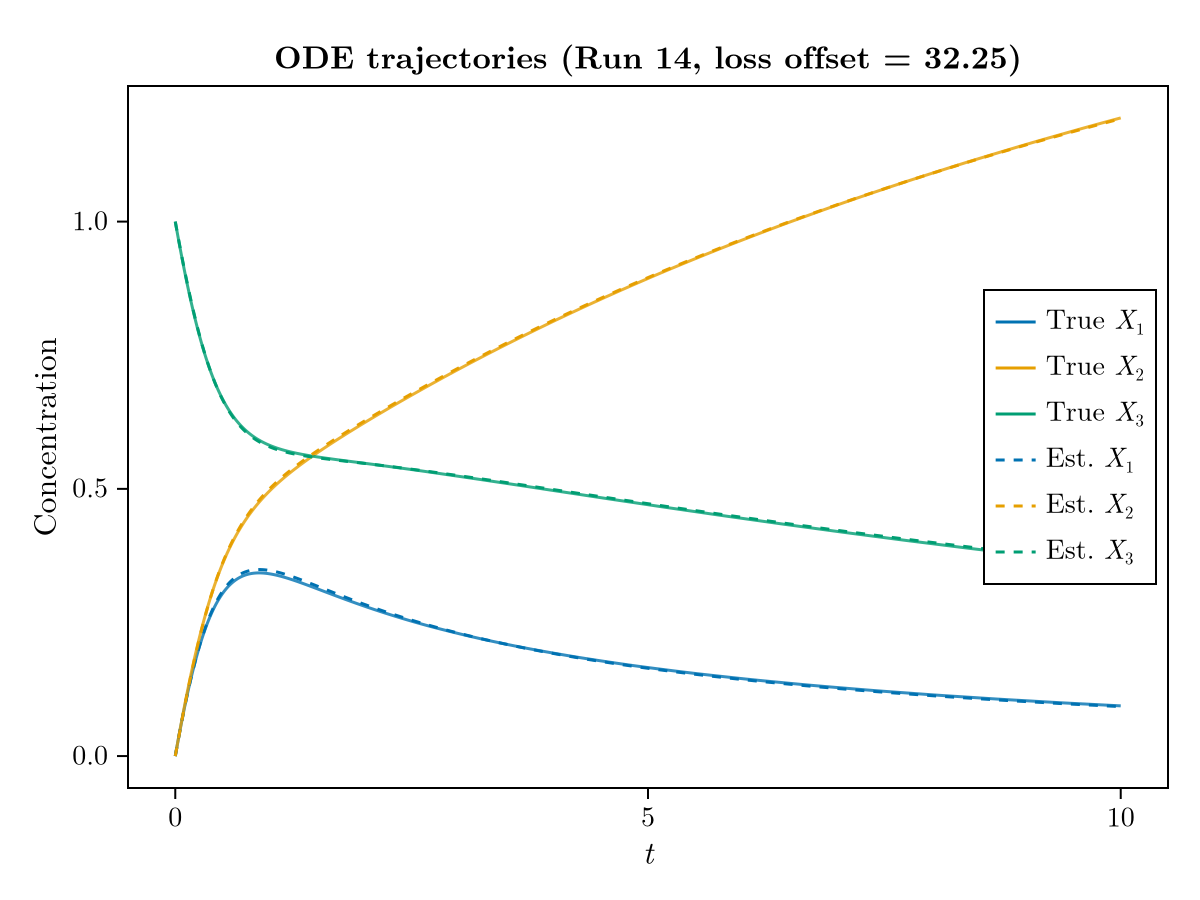 ODE trajectories (Run 14, loss offset = 32.25)
Concentration
1.0
0.5
0.0
0
5
10
t
True X₁
True X₂
True X₃
Est. X₁
Est. X₂
Est. X₃